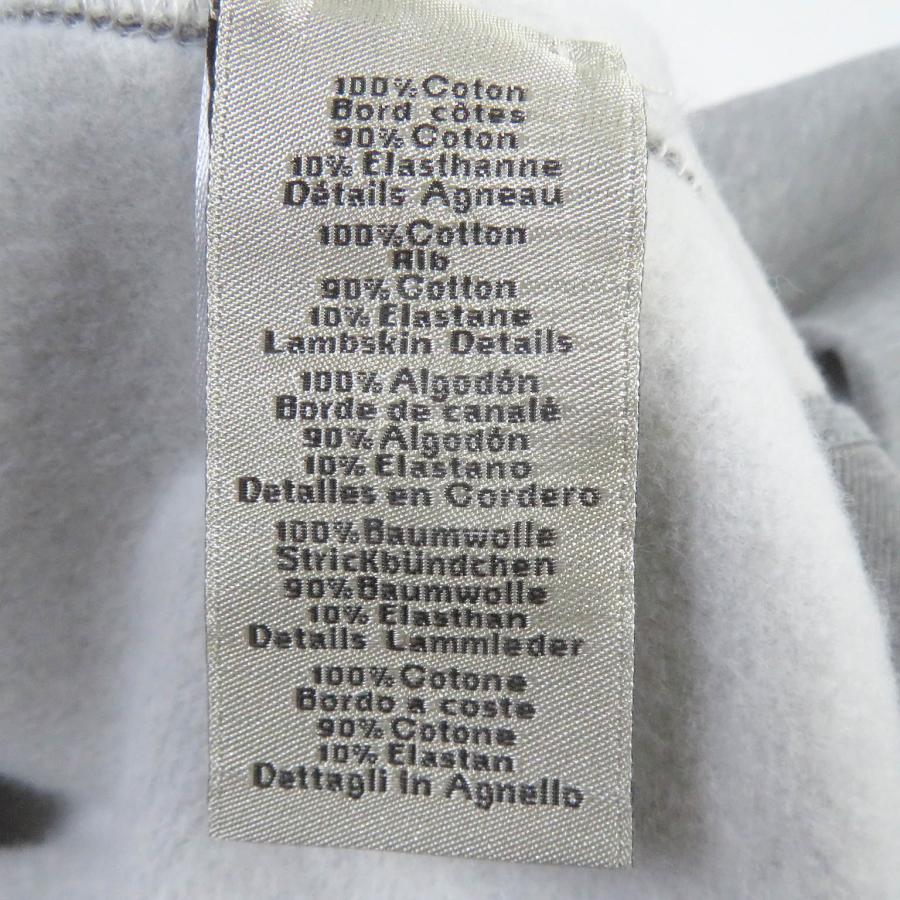 100% Coton
Bord côtes
90% Coton
10% Elasthanne
Détails Agneau
100% Cotton
Rib
90% Cotton
10% Elastane
Lambskin Details
100% Algodón
Borde de canalé
90% Algodón
10% Elastano
Detalles en Cordero
100% Baumwolle
Strickbündchen
90% Baumwolle
10% Elasthan
Details Lammleder
100% Cotone
Bordo a coste
90% Cotone
10% Elastan
Dettagli in Agnello